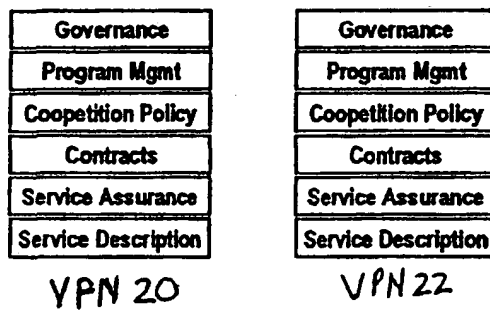 Governance
Program Mgmt
Coopetition Policy
Contracts
Service Assurance
Service Description
VPN 20
Governance
Program Mgmt
Coopetition Policy
Contracts
Service Assurance
Service Description
VPN 22